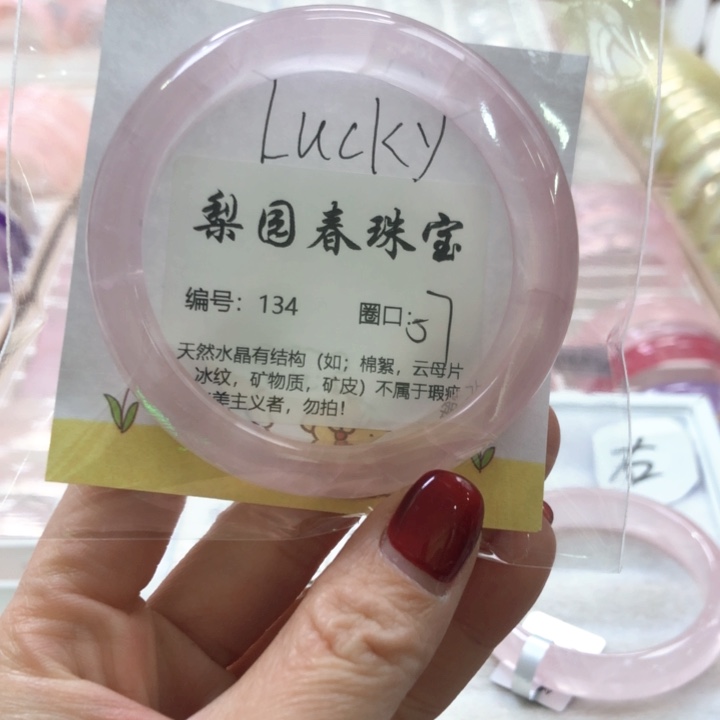 Lucky
梨园春珠宝
编号：134 圈口：57
天然水晶有结构（如；棉絮，云母片
冰纹，矿物质，矿皮）不属于瑕疵
美主义者，勿拍！
右